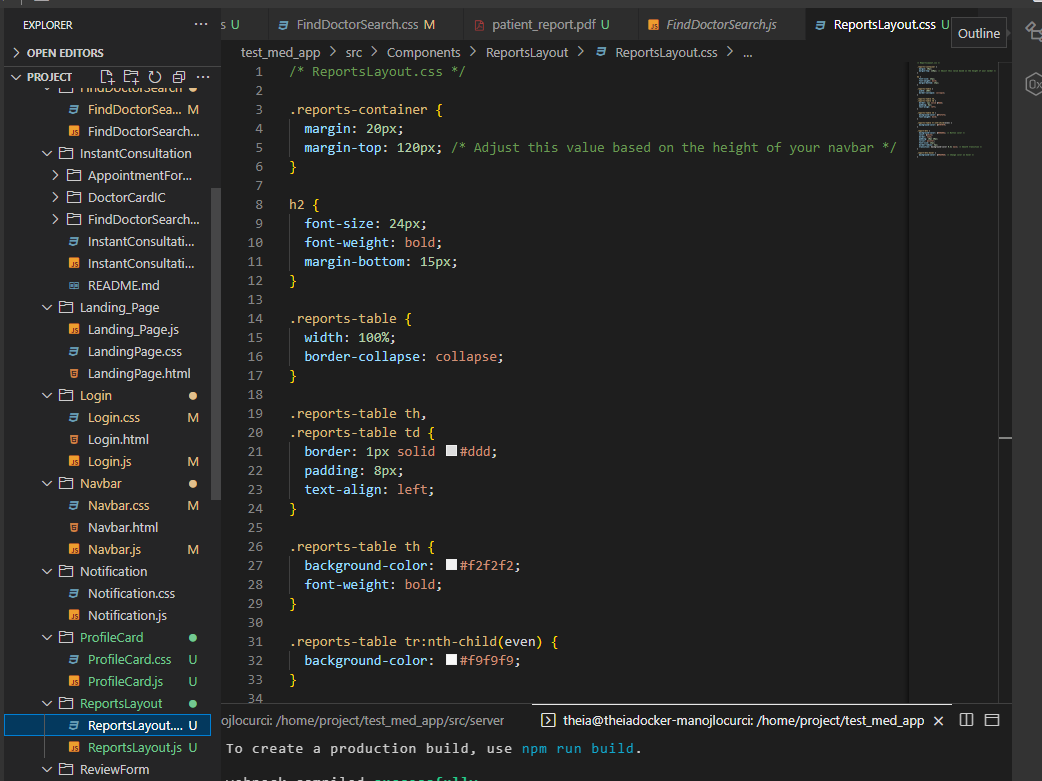 EXPLORER
OPEN EDITORS
PROJECT
FindDoctorSearch
FindDoctorSea... M
FindDoctorSearch...
InstantConsultation
AppointmentFor...
DoctorCardIC
FindDoctorSearch...
InstantConsultati...
InstantConsultati...
README.md
Landing_Page
Landing_Page.js
LandingPage.css
LandingPage.html
Login
Login.css M
Login.html
Login.js M
Navbar
Navbar.css M
Navbar.html
Navbar.js M
Notification
Notification.css
Notification.js
ProfileCard
ProfileCard.css U
ProfileCard.js U
ReportsLayout
ReportsLayout.... U
ReportsLayout.js U
ReviewForm
s U
FindDoctorSearch.css M
patient_report.pdf U
FindDoctorSearch.js
ReportsLayout.css U
Outline
test_med_app > src > Components > ReportsLayout > ReportsLayout.css > ...
1 /* ReportsLayout.css */
2
3 .reports-container {
4 margin: 20px;
5 margin-top: 120px; /* Adjust this value based on the height of your navbar */
6 }
7
8 h2 {
9 font-size: 24px;
10 font-weight: bold;
11 margin-bottom: 15px;
12 }
13
14 .reports-table {
15 width: 100%;
16 border-collapse: collapse;
17 }
18
19 .reports-table th,
20 .reports-table td {
21 border: 1px solid #ddd;
22 padding: 8px;
23 text-align: left;
24 }
25
26 .reports-table th {
27 background-color: #f2f2f2;
28 font-weight: bold;
29 }
30
31 .reports-table tr:nth-child(even) {
32 background-color: #f9f9f9;
33 }
34
ojlocurci: /home/project/test_med_app/src/server
theia@theiadocker-manojlocurci: /home/project/test_med_app
To create a production build, use npm run build.
webpack compiled successfully